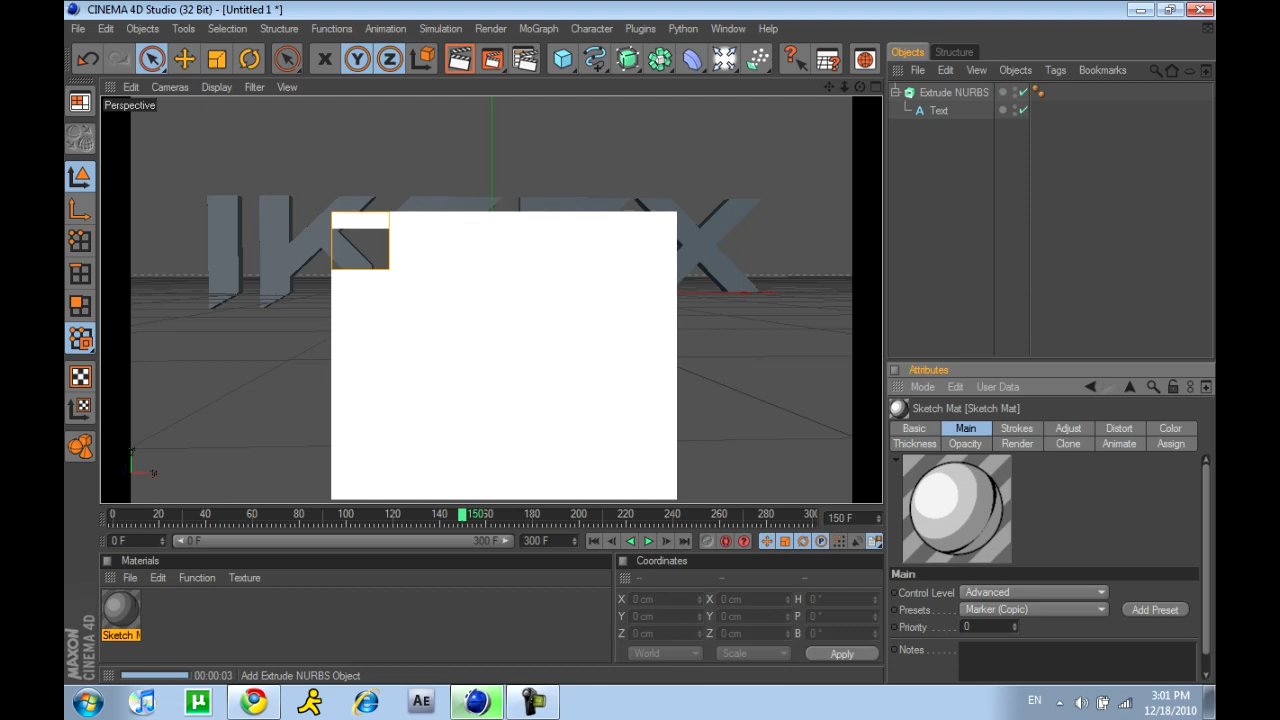 CINEMA 4D Studio (32 Bit) - [Untitled 1 *]
File Edit Objects Tools Selection Structure Functions Animation Simulation Render MoGraph Character Plugins Python Window Help
Objects Structure
Edit Cameras Display Filter View
File Edit View Objects Tags Bookmarks
Perspective
Extrude NURBS
Text
Attributes
Mode Edit User Data
Sketch Mat [Sketch Mat]
Basic Main Strokes Adjust Distort Color
Thickness Opacity Render Clone Animate Assign
0 20 40 60 80 100 120 140 150 160 180 200 220 240 260 280 300
150 F
0 F 0 F 300 F 300 F
Materials
File Edit Function Texture
Sketch M
Coordinates
-- -- --
X 0 cm X 0 cm H 0 °
Y 0 cm Y 0 cm P 0 °
Z 0 cm Z 0 cm B 0 °
World Scale Apply
Main
Control Level Advanced
Presets Marker (Copic) Add Preset
Priority 0
Notes
MAXON
CINEMA 4D
00:00:03 Add Extrude NURBS Object
AE
EN
3:01 PM
12/18/2010